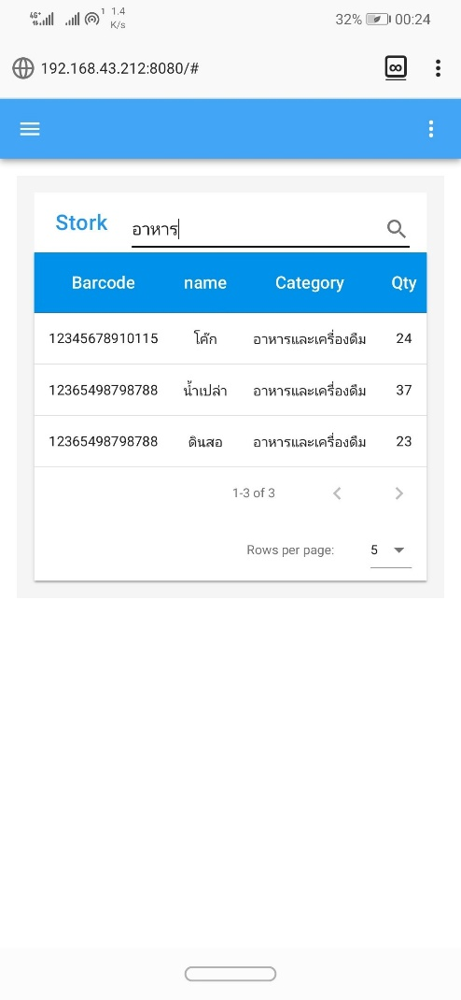 4G+ 1 1.4 K/s 32% 00:24
192.168.43.212:8080/#
Stork อาหาร
Barcode name Category Qty
12345678910115 โค๊ก อาหารและเครื่องดืม 24
12365498798788 น้ำเปล่า อาหารและเครื่องดืม 37
12365498798788 ดินสอ อาหารและเครื่องดืม 23
1-3 of 3
Rows per page: 5